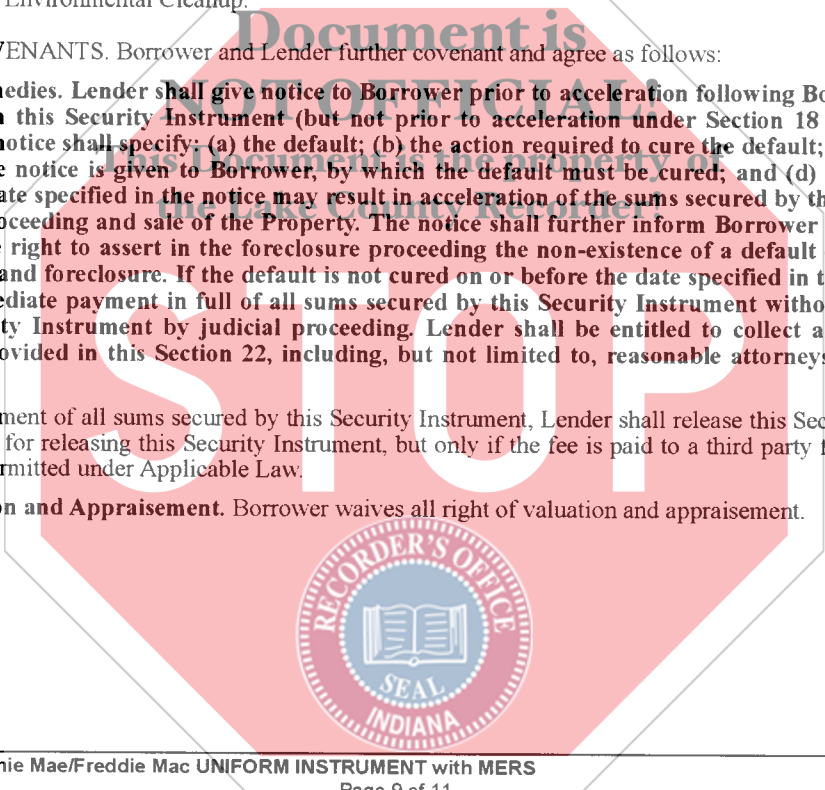 Environmental Cleanup.
Document is
VENANTS. Borrower and Lender further covenant and agree as follows:
NOT OFFICIAL!
edies. Lender shall give notice to Borrower prior to acceleration following Bo
this Security Instrument (but not prior to acceleration under Section 18
notice shall specify: (a) the default; (b) the action required to cure the default;
This Document is the property of
e notice is given to Borrower, by which the default must be cured; and (d)
ate specified in the notice may result in acceleration of the sums secured by th
the Lake County Recorder!
oceeding and sale of the Property. The notice shall further inform Borrower
e right to assert in the foreclosure proceeding the non-existence of a default
and foreclosure. If the default is not cured on or before the date specified in t
ediate payment in full of all sums secured by this Security Instrument witho
ty Instrument by judicial proceeding. Lender shall be entitled to collect a
ovided in this Section 22, including, but not limited to, reasonable attorneys
STOP
ment of all sums secured by this Security Instrument, Lender shall release this Sec
for releasing this Security Instrument, but only if the fee is paid to a third party f
rmitted under Applicable Law.
on and Appraisement. Borrower waives all right of valuation and appraisement.
RECORDER'S OFFICE
SEAL
INDIANA
nie Mae/Freddie Mac UNIFORM INSTRUMENT with MERS
Page 9 of 11